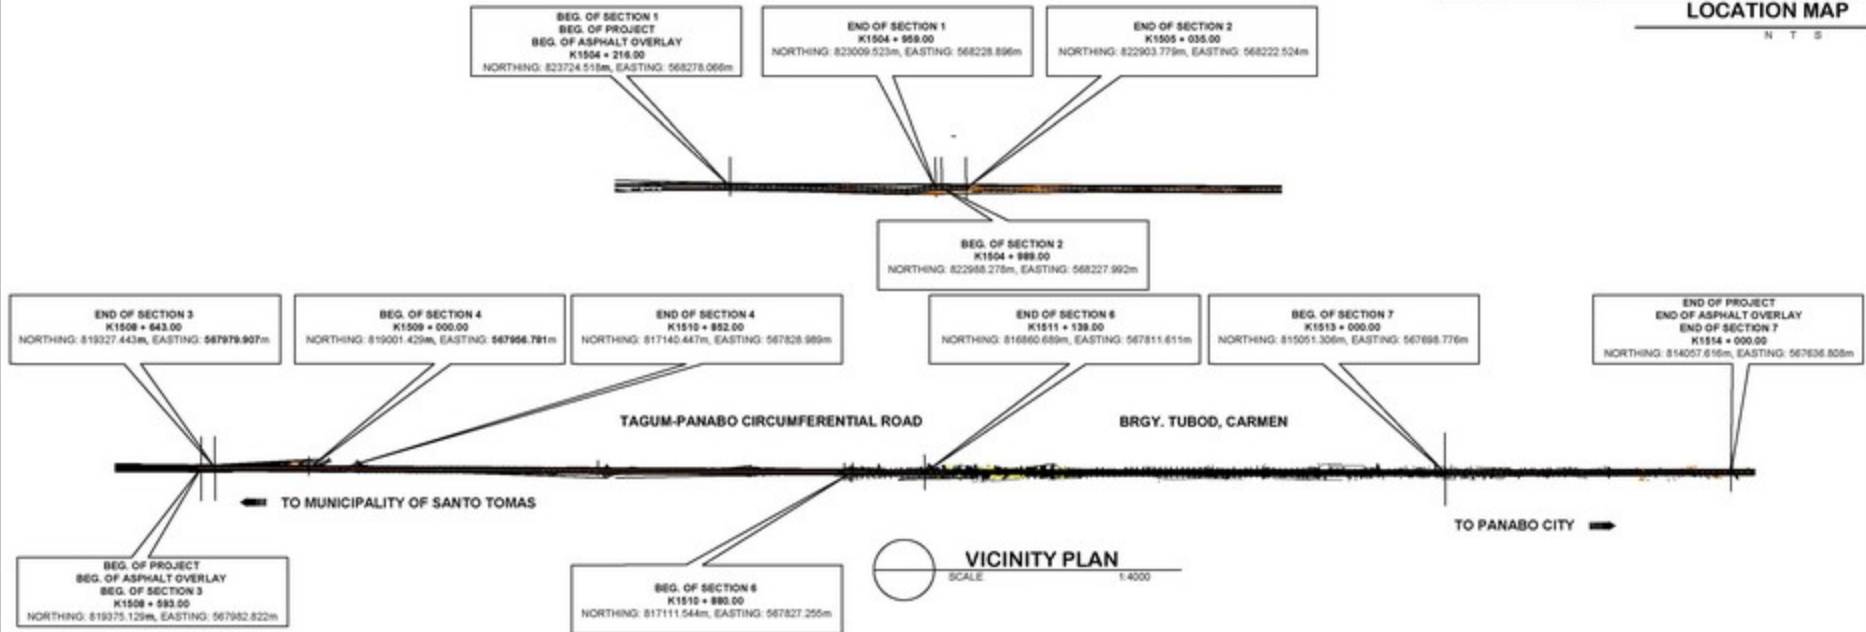 LOCATION MAP
N T S
BEG. OF SECTION 1
BEG. OF PROJECT
BEG. OF ASPHALT OVERLAY
K1504 + 216.00
NORTHING: 823724.518m, EASTING: 568278.066m
END OF SECTION 1
K1504 + 959.00
NORTHING: 823009.523m, EASTING: 568228.896m
END OF SECTION 2
K1505 + 035.00
NORTHING: 822903.779m, EASTING: 568222.524m
BEG. OF SECTION 2
K1504 + 989.00
NORTHING: 822988.278m, EASTING: 568227.992m
END OF SECTION 3
K1508 + 643.00
NORTHING: 819327.443m, EASTING: 567979.907m
BEG. OF SECTION 4
K1509 + 000.00
NORTHING: 819001.429m, EASTING: 567956.791m
END OF SECTION 4
K1510 + 852.00
NORTHING: 817140.447m, EASTING: 567828.989m
END OF SECTION 6
K1511 + 139.00
NORTHING: 816860.689m, EASTING: 567811.611m
BEG. OF SECTION 7
K1513 + 000.00
NORTHING: 815051.306m, EASTING: 567698.776m
END OF PROJECT
END OF ASPHALT OVERLAY
END OF SECTION 7
K1514 + 000.00
NORTHING: 814057.616m, EASTING: 567636.808m
TAGUM-PANABO CIRCUMFERENTIAL ROAD
BRGY. TUBOD, CARMEN
TO MUNICIPALITY OF SANTO TOMAS
TO PANABO CITY
BEG. OF PROJECT
BEG. OF ASPHALT OVERLAY
BEG. OF SECTION 3
K1508 + 593.00
NORTHING: 819375.129m, EASTING: 567982.822m
BEG. OF SECTION 6
K1510 + 880.00
NORTHING: 817111.544m, EASTING: 567827.255m
VICINITY PLAN
SCALE 1:4000